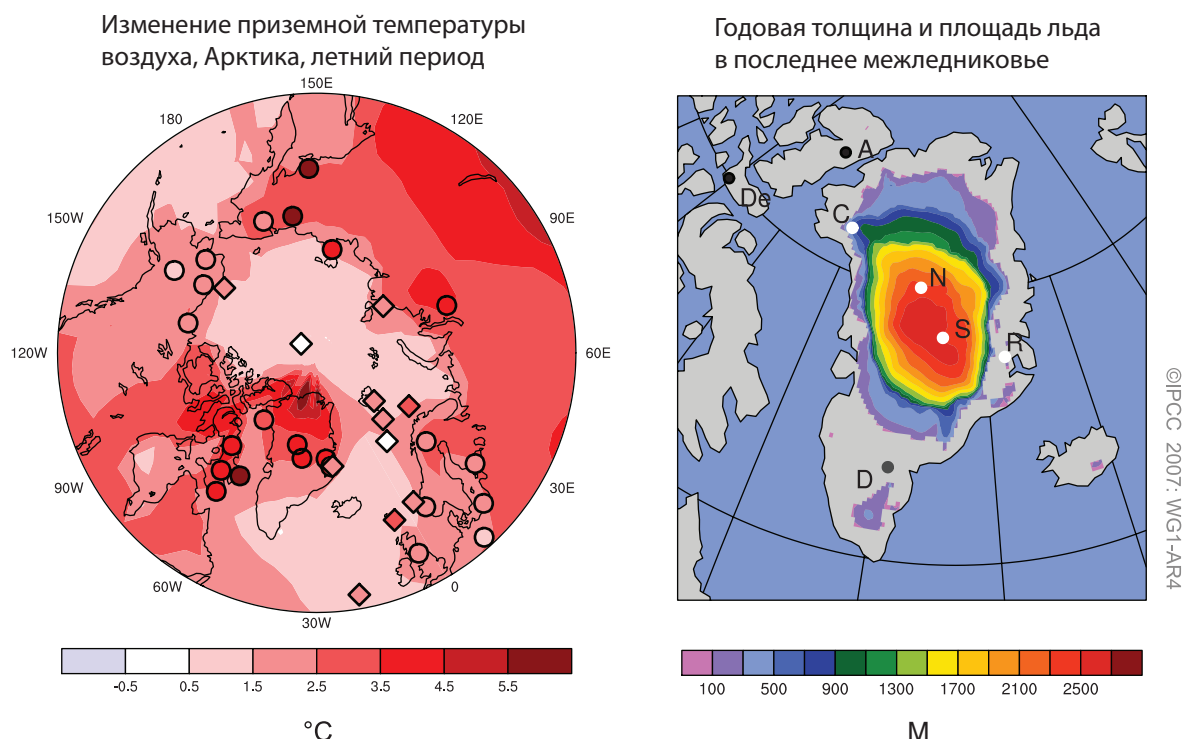 Изменение приземной температуры
воздуха, Арктика, летний период
Годовая толщина и площадь льда
в последнее межледниковье
150E
180
120E
150W
90E
120W
60E
90W
30E
60W
0
30W
A
De
C
N
S
R
D
-0.5 0.5 1.5 2.5 3.5 4.5 5.5
°C
100 500 900 1300 1700 2100 2500
М
©IPCC 2007: WG1-AR4